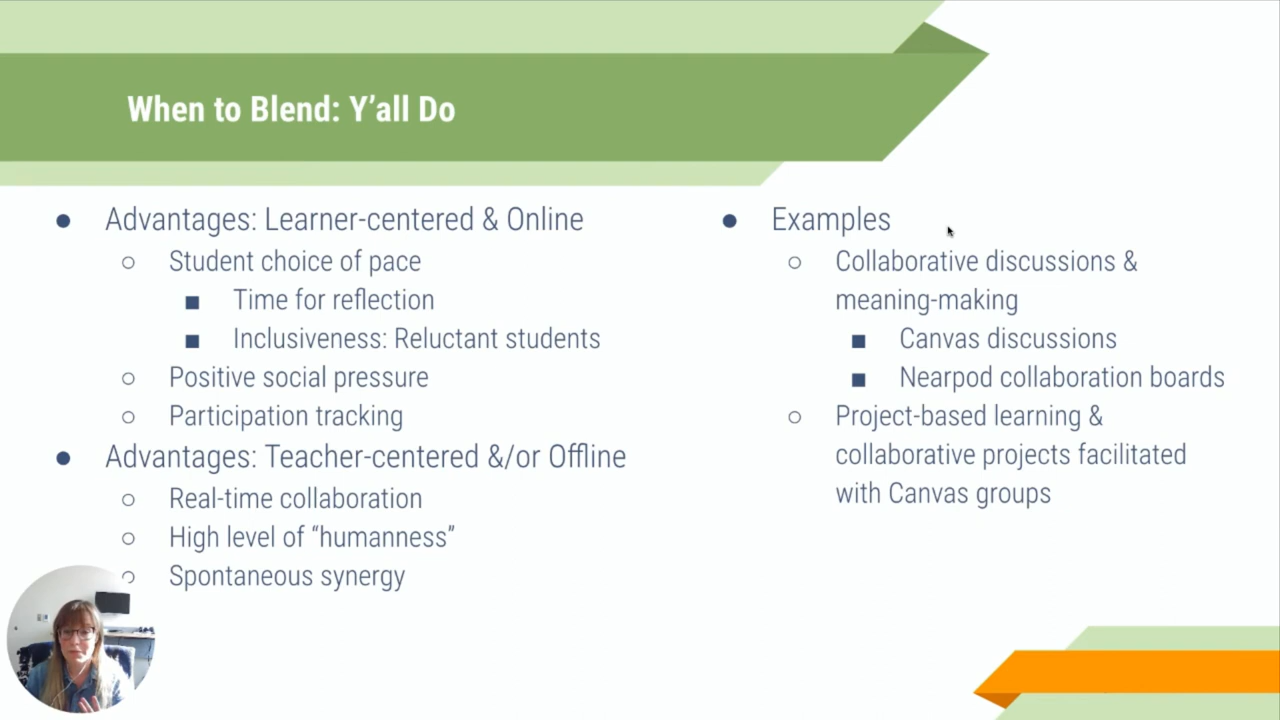 When to Blend: Y’all Do
Advantages: Learner-centered & Online
Student choice of pace
Time for reflection
Inclusiveness: Reluctant students
Positive social pressure
Participation tracking
Advantages: Teacher-centered &/or Offline
Real-time collaboration
High level of “humanness”
Spontaneous synergy
Examples
Collaborative discussions &
meaning-making
Canvas discussions
Nearpod collaboration boards
Project-based learning &
collaborative projects facilitated
with Canvas groups